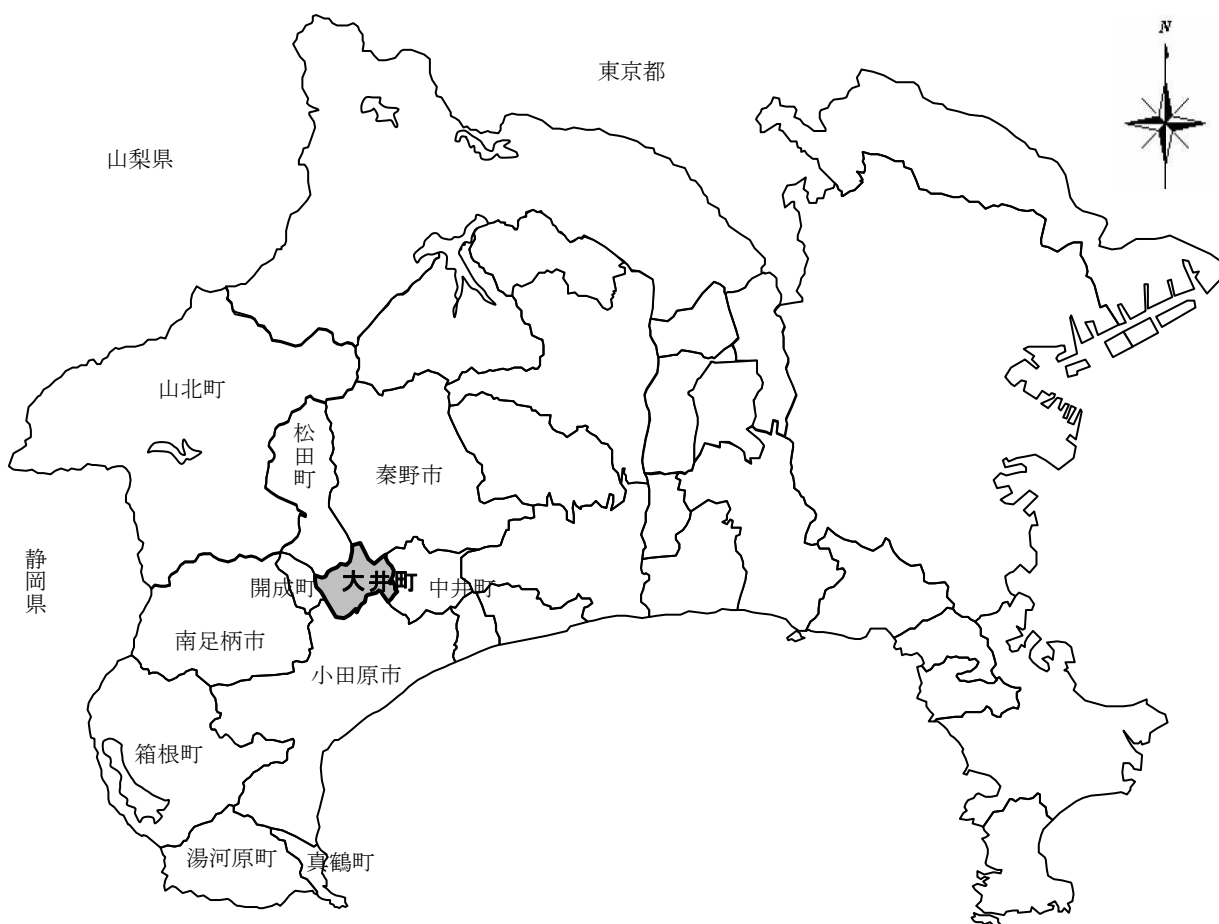 N
東京都
山梨県
山北町
松田町
秦野市
静岡県
開成町
大井町
中井町
南足柄市
小田原市
箱根町
湯河原町
真鶴町